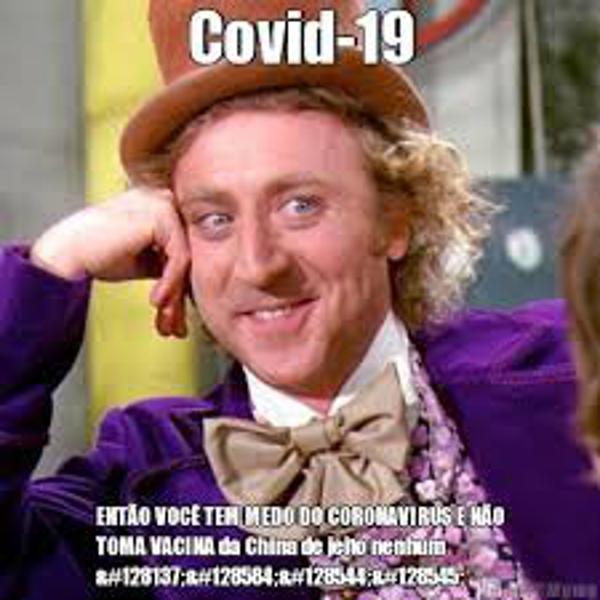 Covid-19
ENTÃO VOCÊ TEM MEDO DO CORONAVIRUS E NÃO
TOMA VACINA da China de jeito nenhum
&#128137;&#128584;&#128544;&#128545;